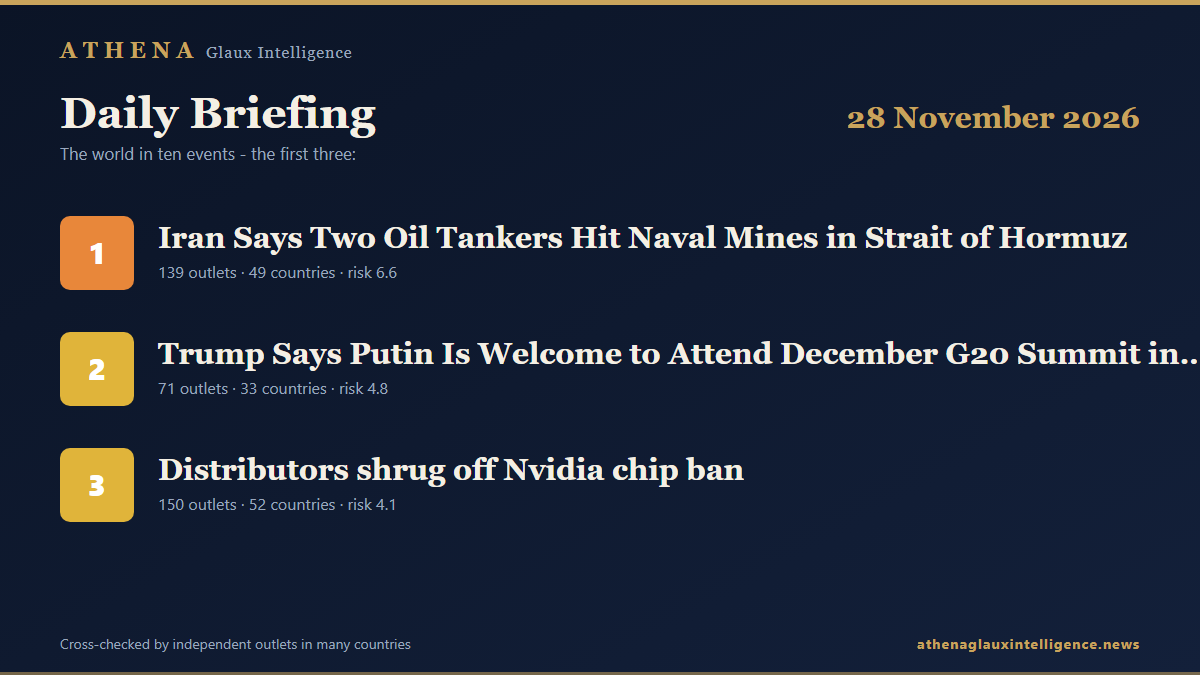 ATHENA Glaux Intelligence
Daily Briefing
28 November 2026
The world in ten events - the first three:
1
Iran Says Two Oil Tankers Hit Naval Mines in Strait of Hormuz
139 outlets · 49 countries · risk 6.6
2
Trump Says Putin Is Welcome to Attend December G20 Summit in..
71 outlets · 33 countries · risk 4.8
3
Distributors shrug off Nvidia chip ban
150 outlets · 52 countries · risk 4.1
Cross-checked by independent outlets in many countries
athenaglauxintelligence.news